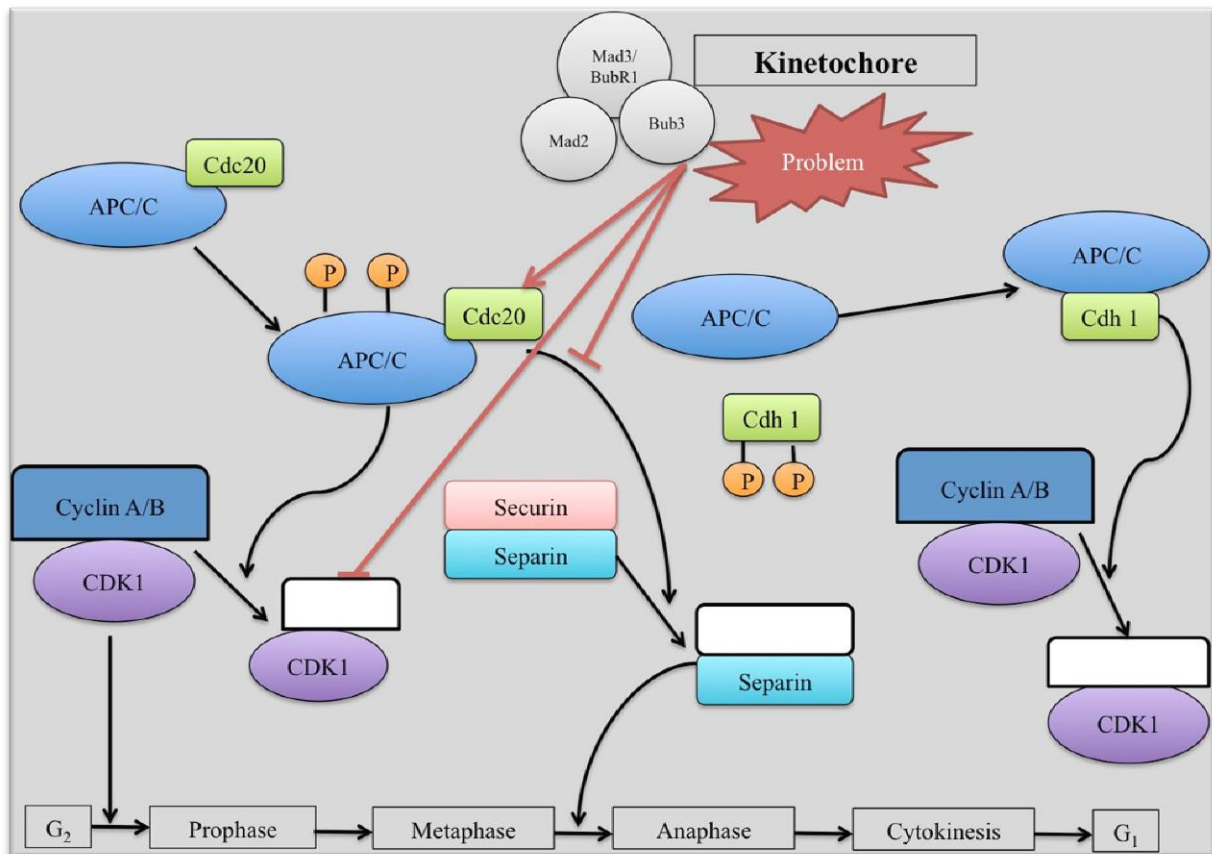 Mad3/
BubR1
Kinetochore
Mad2
Bub3
Problem
Cdc20
APC/C
APC/C
P
P
Cdc20
APC/C
APC/C
Cdh 1
Cdh 1
P
P
Cyclin A/B
CDK1
CDK1
Securin
Separin
Separin
Cyclin A/B
CDK1
CDK1
G₂
Prophase
Metaphase
Anaphase
Cytokinesis
G₁